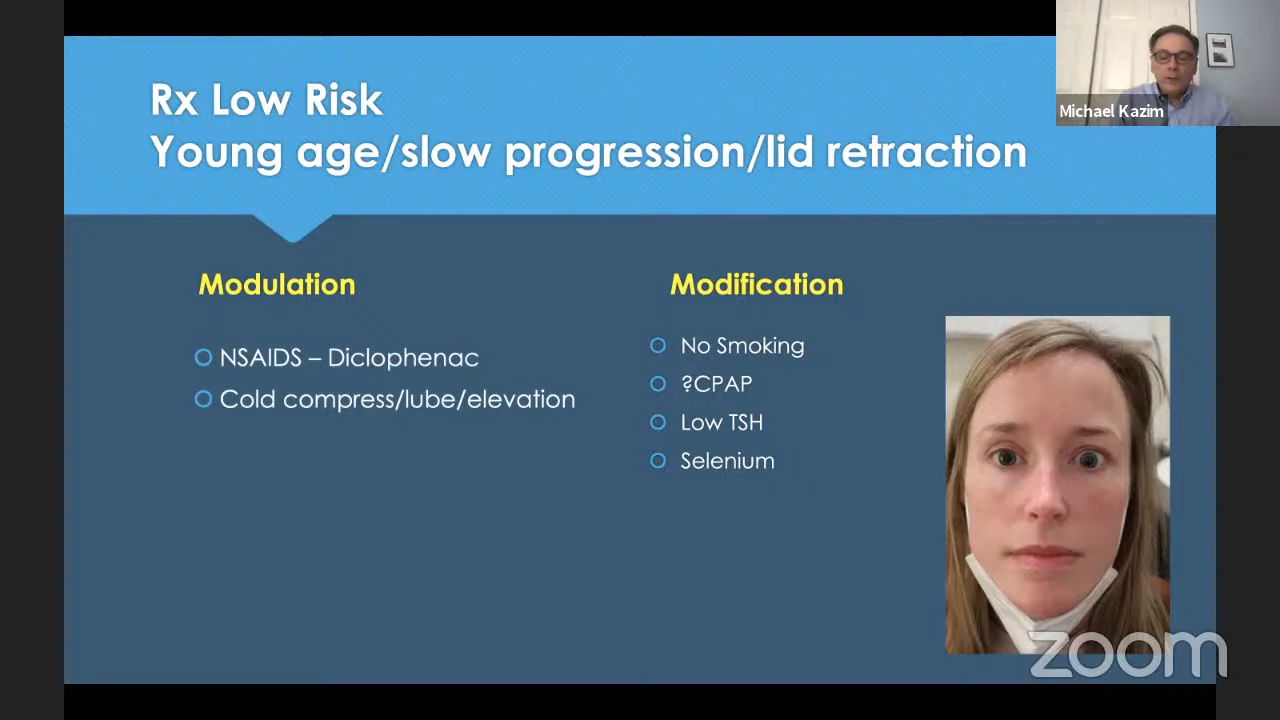 Rx Low Risk
Young age/slow progression/lid retraction
Michael Kazim
Modulation
NSAIDS – Diclophenac
Cold compress/lube/elevation
Modification
No Smoking
?CPAP
Low TSH
Selenium
zoom